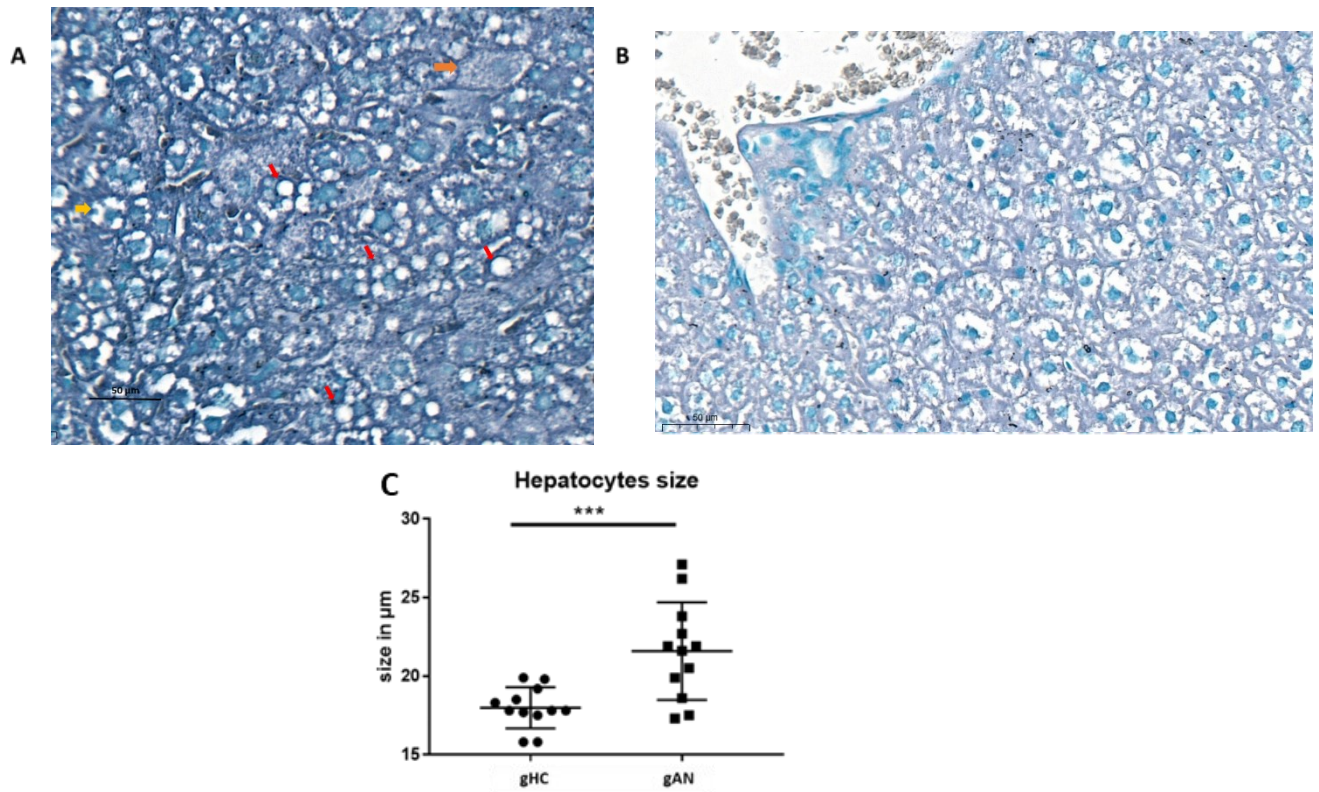 A
B
50 µm
50 µm
C
Hepatocytes size
***
30
25
20
15
size in µm
gHC
gAN